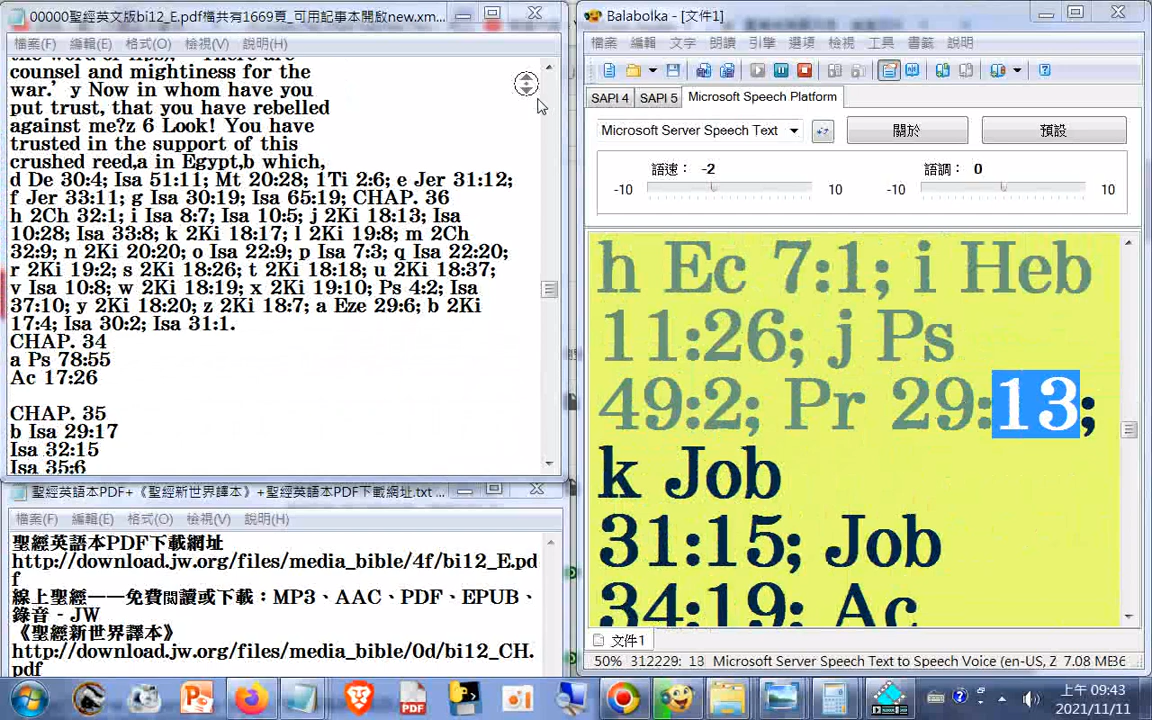 00000聖經英文版bi12_E.pdf檔共有1669頁_可用記事本開啟new.xm...
檔案(F) 編輯(E) 格式(O) 檢視(V) 說明(H)
counsel and mightiness for the
war.’ y Now in whom have you
put trust, that you have rebelled
against me?z 6 Look! You have
trusted in the support of this
crushed reed,a in Egypt,b which,
d De 30:4; Isa 51:11; Mt 20:28; 1Ti 2:6; e Jer 31:12;
f Jer 33:11; g Isa 30:19; Isa 65:19; CHAP. 36
h 2Ch 32:1; i Isa 8:7; Isa 10:5; j 2Ki 18:13; Isa
10:28; Isa 33:8; k 2Ki 18:17; l 2Ki 19:8; m 2Ch
32:9; n 2Ki 20:20; o Isa 22:9; p Isa 7:3; q Isa 22:20;
r 2Ki 19:2; s 2Ki 18:26; t 2Ki 18:18; u 2Ki 18:37;
v Isa 10:8; w 2Ki 18:19; x 2Ki 19:10; Ps 4:2; Isa
37:10; y 2Ki 18:20; z 2Ki 18:7; a Eze 29:6; b 2Ki
17:4; Isa 30:2; Isa 31:1.
CHAP. 34
a Ps 78:55
Ac 17:26
CHAP. 35
b Isa 29:17
Isa 32:15
Isa 35:6
聖經英語本PDF+《聖經新世界譯本》+聖經英語本PDF下載網址.txt ...
檔案(F) 編輯(E) 格式(O) 檢視(V) 說明(H)
聖經英語本PDF下載網址
http://download.jw.org/files/media_bible/4f/bi12_E.pd
f
線上聖經——免費閱讀或下載：MP3、AAC、PDF、EPUB、
錄音 - JW
《聖經新世界譯本》
http://download.jw.org/files/media_bible/0d/bi12_CH.
pdf
Balabolka - [文件1]
檔案 編輯 文字 朗讀 引擎 選項 檢視 工具 書籤 說明
SAPI 4 SAPI 5 Microsoft Speech Platform
Microsoft Server Speech Text 關於 預設
語速： -2 語調： 0
-10 10 -10 10
h Ec 7:1; i Heb
11:26; j Ps
49:2; Pr 29:13;
k Job
31:15; Job
34:19; Ac
文件1
50% 312229: 13 Microsoft Server Speech Text to Speech Voice (en-US, Z 7.08 MB
PDF
上午 09:43
2021/11/11